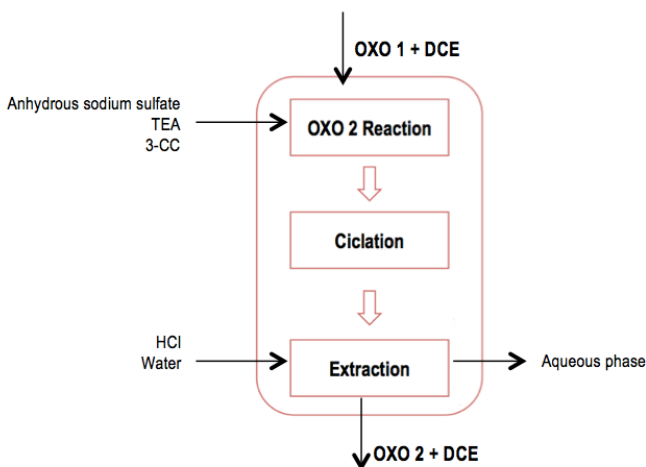 OXO 1 + DCE
Anhydrous sodium sulfate
TEA
3-CC
OXO 2 Reaction
Ciclation
HCl
Water
Extraction
Aqueous phase
OXO 2 + DCE